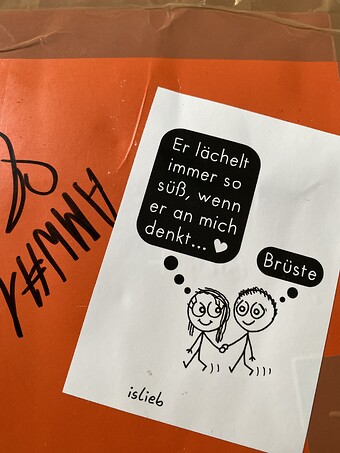 Er lächelt
immer so
süß, wenn
er an mich
denkt...
Brüste
islieb